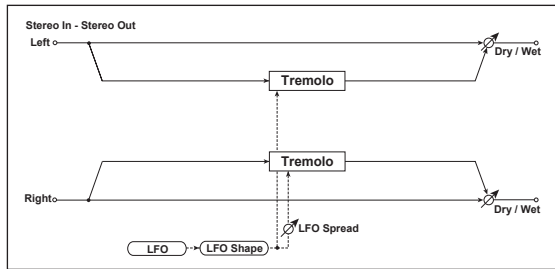 Stereo In - Stereo Out
Left
Dry / Wet
Tremolo
Tremolo
Right
Dry / Wet
LFO Spread
LFO
LFO Shape